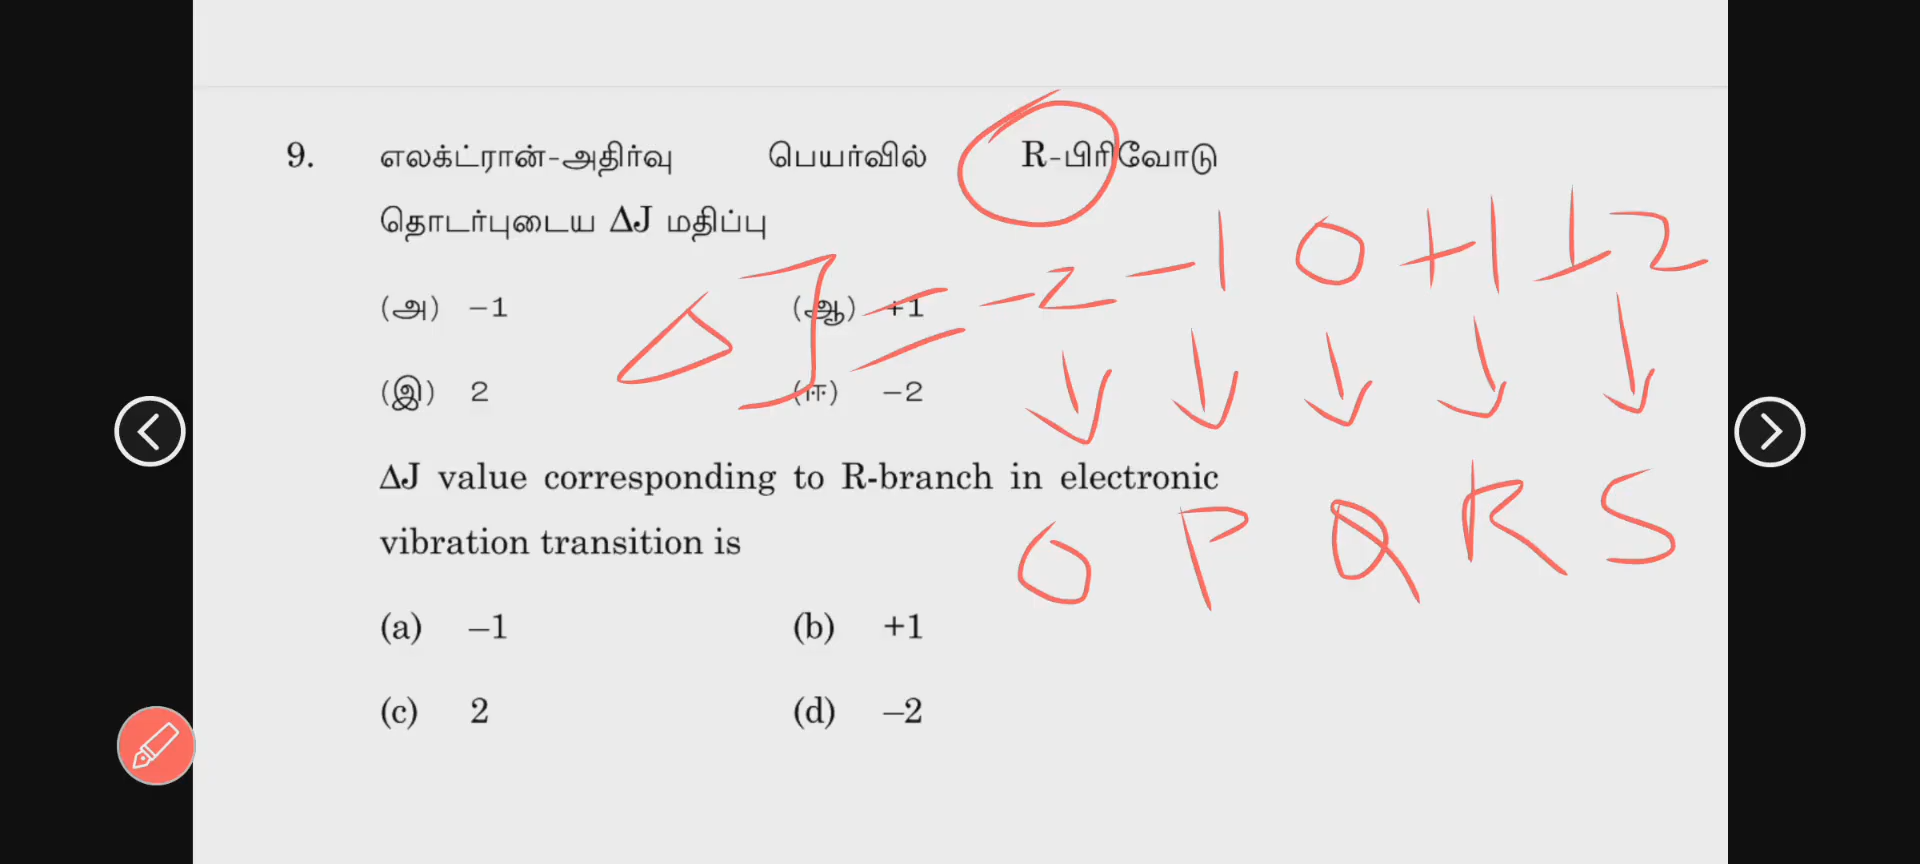 9. எலக்ட்ரான்-அதிர்வு பெயர்வில் R-பிரிவோடு
தொடர்புடைய ΔJ மதிப்பு
ΔJ = -2 -1 0 +1 +2
(அ) –1 (ஆ) +1
(இ) 2 (ஈ) –2
ΔJ value corresponding to R-branch in electronic
vibration transition is
O P Q R S
(a) –1 (b) +1
(c) 2 (d) –2